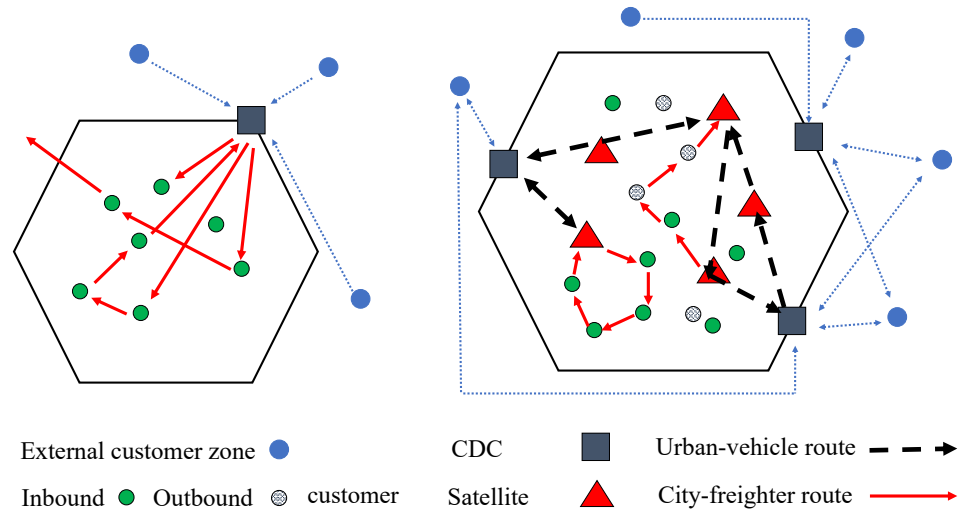 External customer zone
CDC
Urban-vehicle route
Inbound
Outbound
customer
Satellite
City-freighter route